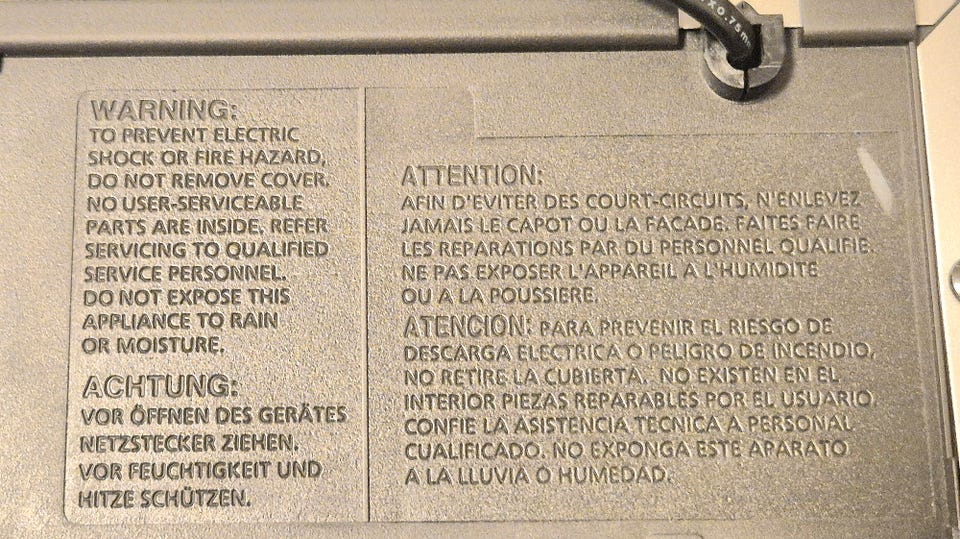 WARNING:
TO PREVENT ELECTRIC
SHOCK OR FIRE HAZARD,
DO NOT REMOVE COVER.
NO USER-SERVICEABLE
PARTS ARE INSIDE. REFER
SERVICING TO QUALIFIED
SERVICE PERSONNEL.
DO NOT EXPOSE THIS
APPLIANCE TO RAIN
OR MOISTURE.
ACHTUNG:
VOR ÖFFNEN DES GERÄTES
NETZSTECKER ZIEHEN.
VOR FEUCHTIGKEIT UND
HITZE SCHÜTZEN.
ATTENTION:
AFIN D'EVITER DES COURT-CIRCUITS, N'ENLEVEZ
JAMAIS LE CAPOT OU LA FACADE. FAITES FAIRE
LES REPARATIONS PAR DU PERSONNEL QUALIFIE.
NE PAS EXPOSER L'APPAREIL A L'HUMIDITE
OU A LA POUSSIERE.
ATENCION: PARA PREVENIR EL RIESGO DE
DESCARGA ELECTRICA O PELIGRO DE INCENDIO,
NO RETIRE LA CUBIERTA. NO EXISTEN EN EL
INTERIOR PIEZAS REPARABLES POR EL USUARIO.
CONFIE LA ASISTENCIA TECNICA A PERSONAL
CUALIFICADO. NO EXPONGA ESTE APARATO
A LA LLUVIA O HUMEDAD.